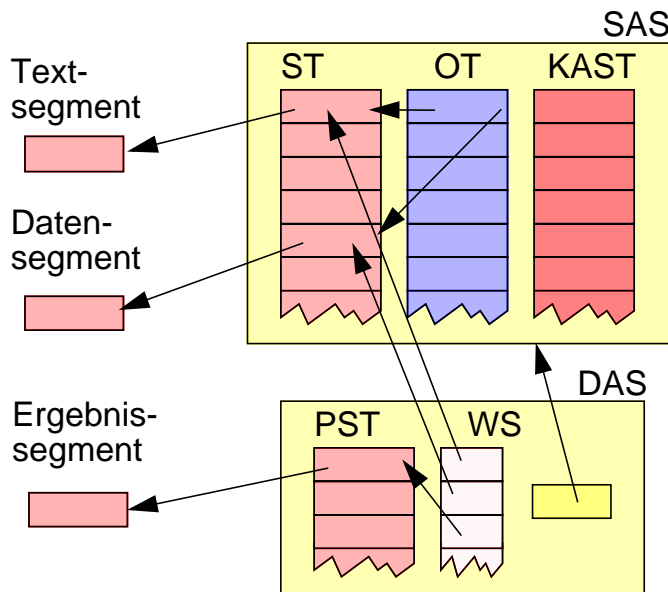 SAS
Text-
segment
ST OT KAST
Daten-
segment
DAS
Ergebnis-
segment
PST WS